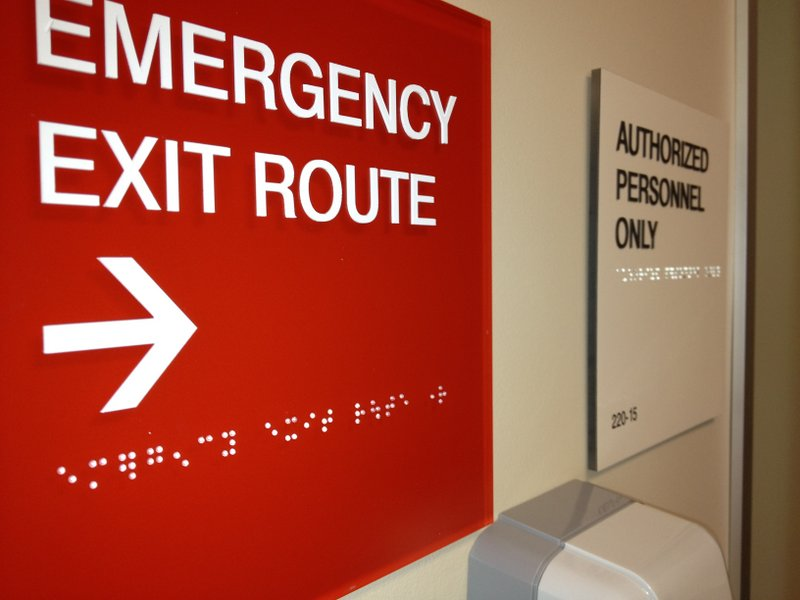 EMERGENCY
EXIT ROUTE
AUTHORIZED
PERSONNEL
ONLY
220-15